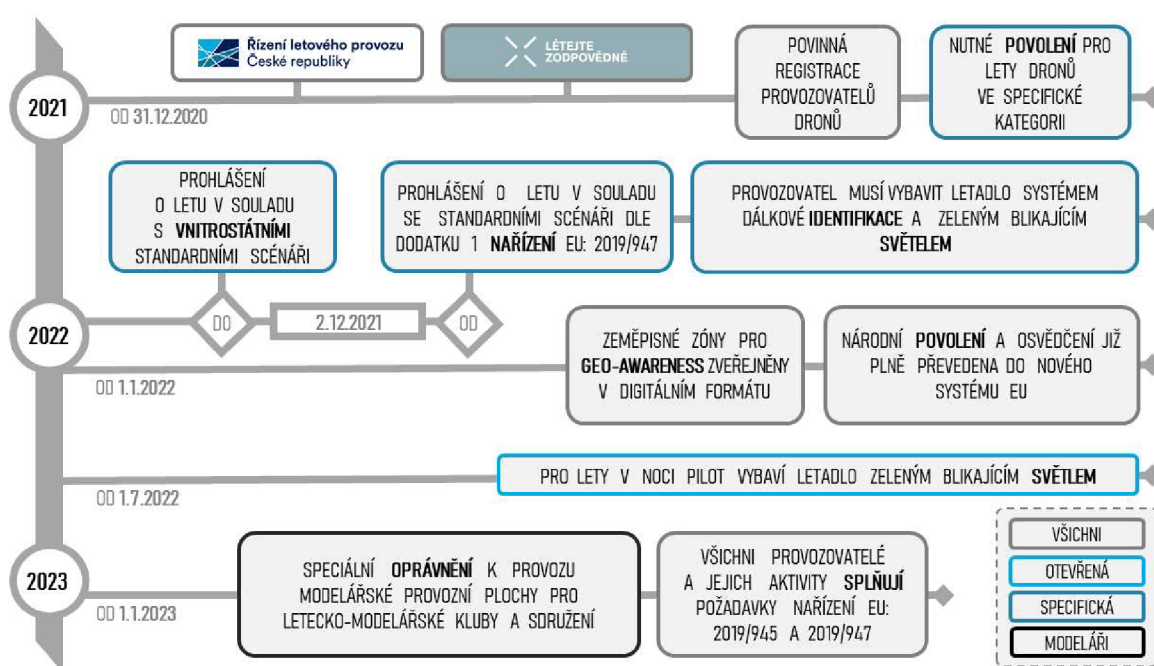 Řízení letového provozu
České republiky
LÉTEJTE
ZODPOVĚDNĚ
POVINNÁ
REGISTRACE
PROVOZOVATELŮ
DRONŮ
NUTNÉ POVOLENÍ PRO
LETY DRONŮ
VE SPECIFICKÉ
KATEGORII
2021
OD 31.12.2020
PROHLÁŠENÍ
O LETU V SOULADU
S VNITROSTÁTNÍMI
STANDARDNÍMI SCÉNÁŘI
PROHLÁŠENÍ O LETU V SOULADU
SE STANDARDNÍMI SCÉNÁŘI DLE
DODATKU 1 NAŘÍZENÍ EU: 2019/947
PROVOZOVATEL MUSÍ VYBAVIT LETADLO SYSTÉMEM
DÁLKOVÉ IDENTIFIKACE A ZELENÝM BLIKAJÍCÍM
SVĚTELEM
2022
DO
2.12.2021
OD
OD 1.1.2022
ZEMĚPISNÉ ZÓNY PRO
GEO-AWARENESS ZVEŘEJNĚNY
V DIGITÁLNÍM FORMÁTU
NÁRODNÍ POVOLENÍ A OSVĚDČENÍ JIŽ
PLNĚ PŘEVEDENA DO NOVÉHO
SYSTÉMU EU
PRO LETY V NOCI PILOT VYBAVÍ LETADLO ZELENÝM BLIKAJÍCÍM SVĚTLEM
OD 1.7.2022
2023
OD 1.1.2023
SPECIÁLNÍ OPRÁVNĚNÍ K PROVOZU
MODELÁŘSKÉ PROVOZNÍ PLOCHY PRO
LETECKO-MODELÁŘSKÉ KLUBY A SDRUŽENÍ
VŠICHNI PROVOZOVATELÉ
A JEJICH AKTIVITY SPLŇUJÍ
POŽADAVKY NAŘÍZENÍ EU:
2019/945 A 2019/947
VŠICHNI
OTEVŘENÁ
SPECIFICKÁ
MODELÁŘI